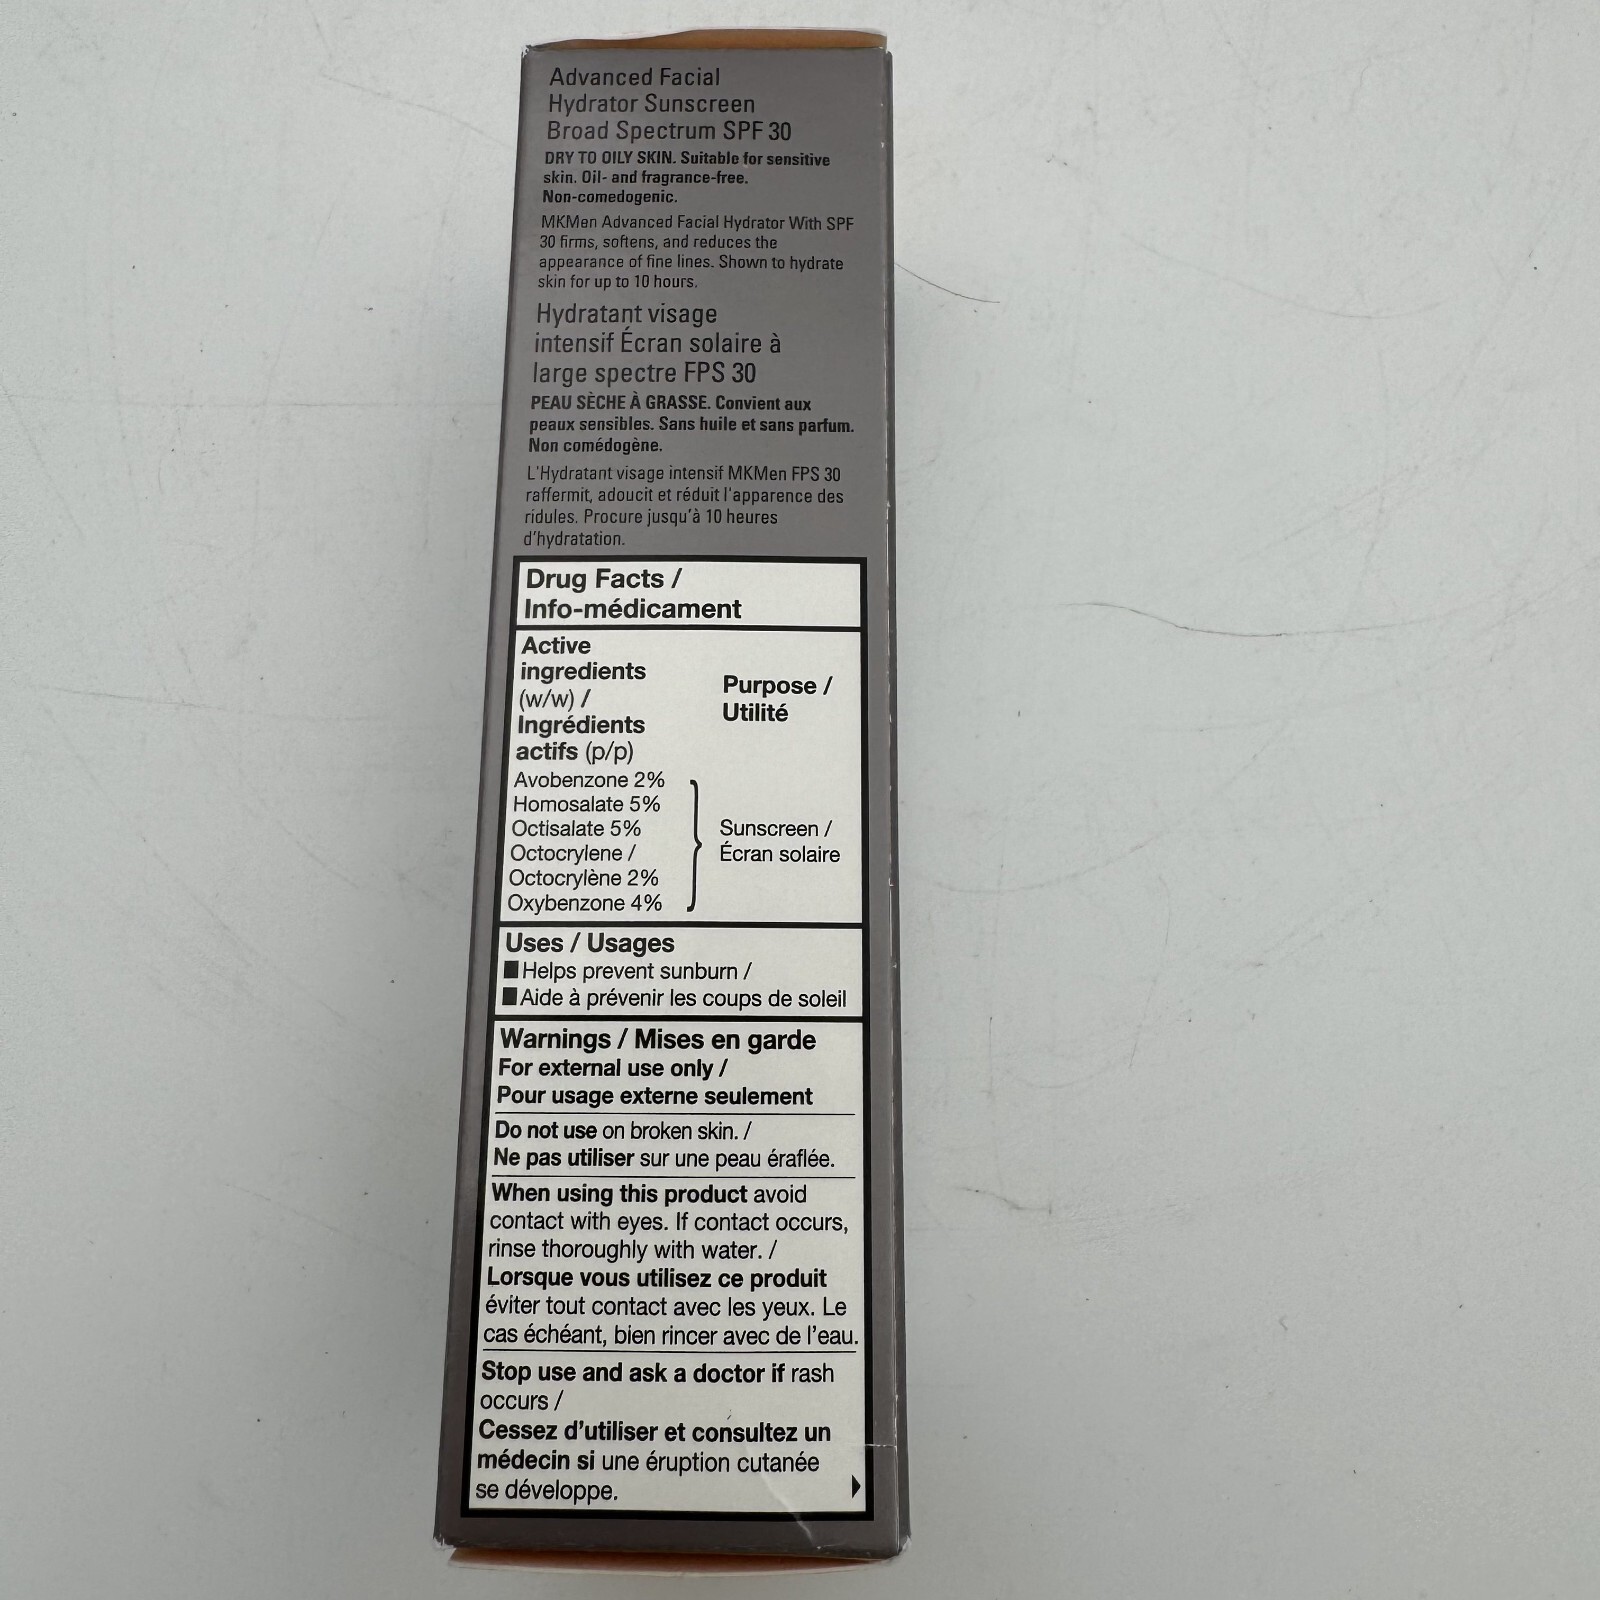 Advanced Facial
Hydrator Sunscreen
Broad Spectrum SPF 30
DRY TO OILY SKIN. Suitable for sensitive
skin. Oil- and fragrance-free.
Non-comedogenic.
MKMen Advanced Facial Hydrator With SPF
30 firms, softens, and reduces the
appearance of fine lines. Shown to hydrate
skin for up to 10 hours.
Hydratant visage
intensif Écran solaire à
large spectre FPS 30
PEAU SÈCHE À GRASSE. Convient aux
peaux sensibles. Sans huile et sans parfum.
Non comédogène.
L'Hydratant visage intensif MKMen FPS 30
raffermit, adoucit et réduit l'apparence des
ridules. Procure jusqu'à 10 heures
d'hydratation.
Drug Facts /
Info-médicament
Active
ingredients
(w/w) /
Ingrédients
actifs (p/p)
Purpose /
Utilité
Avobenzone 2%
Homosalate 5%
Octisalate 5%
Octocrylene /
Octocrylène 2%
Oxybenzone 4%
Sunscreen /
Écran solaire
Uses / Usages
■ Helps prevent sunburn /
■ Aide à prévenir les coups de soleil
Warnings / Mises en garde
For external use only /
Pour usage externe seulement
Do not use on broken skin. /
Ne pas utiliser sur une peau éraflée.
When using this product avoid
contact with eyes. If contact occurs,
rinse thoroughly with water. /
Lorsque vous utilisez ce produit
éviter tout contact avec les yeux. Le
cas échéant, bien rincer avec de l'eau.
Stop use and ask a doctor if rash
occurs /
Cessez d'utiliser et consultez un
médecin si une éruption cutanée
se développe.